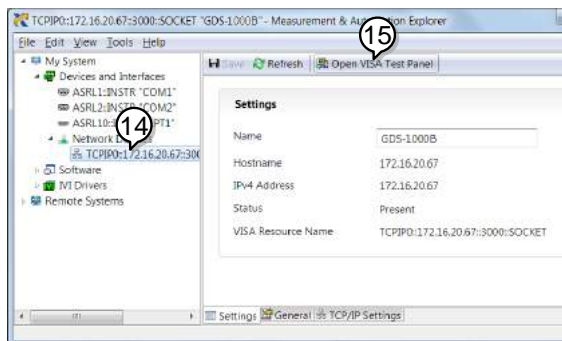 TCPIP0::172.16.20.67::3000::SOCKET "GDS-1000B" - Measurement & Automation Explorer
File Edit View Tools Help
15
My System
Devices and Interfaces
ASRL1::INSTR "COM1"
ASRL2::INSTR "COM2"
14
Network
TCPIP0::172.16.20.67::300
Software
IVI Drivers
Remote Systems
Save Refresh Open VISA Test Panel
Settings
Name GDS-1000B
Hostname 172.16.20.67
IPv4 Address 172.16.20.67
Status Present
VISA Resource Name TCPIP0::172.16.20.67::3000::SOCKET
Settings General TCP/IP Settings